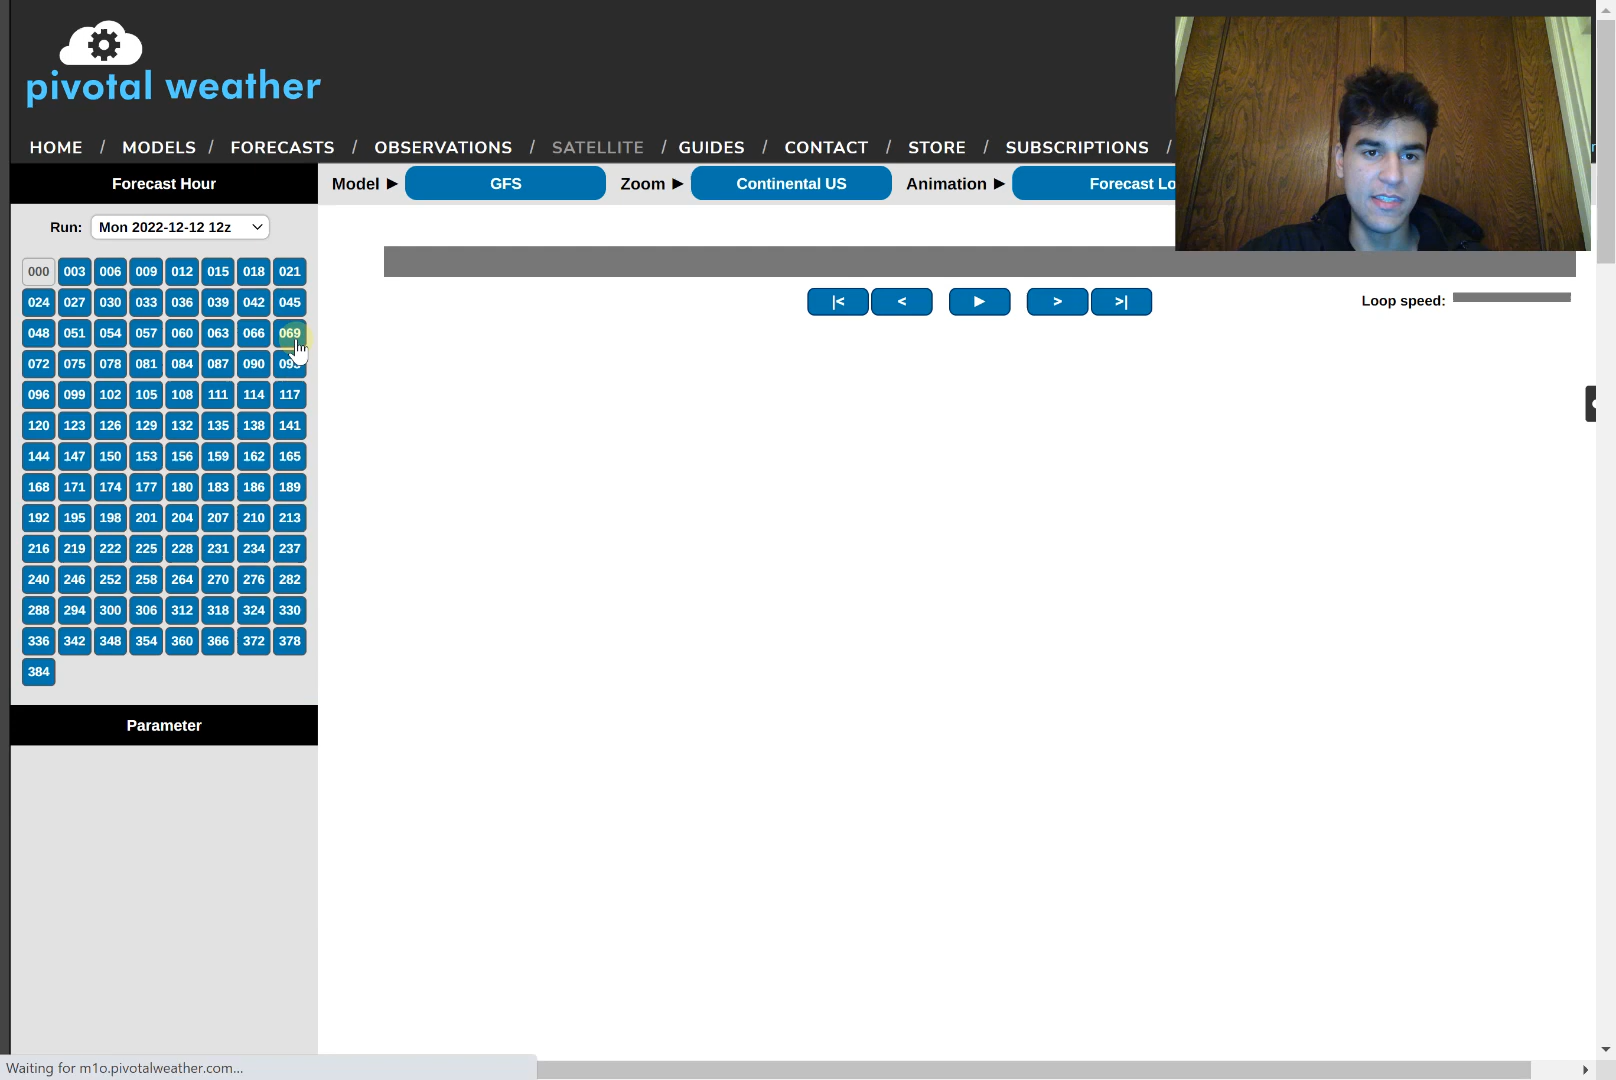 pivotal weather
HOME / MODELS / FORECASTS / OBSERVATIONS / SATELLITE / GUIDES / CONTACT / STORE / SUBSCRIPTIONS /
Forecast Hour
Model ▶ GFS Zoom ▶ Continental US Animation ▶ Forecast Lo
Run: Mon 2022-12-12 12z
000 003 006 009 012 015 018 021
|< < ▶ > >| Loop speed:
024 027 030 033 036 039 042 045
048 051 054 057 060 063 066 069
072 075 078 081 084 087 090 093
096 099 102 105 108 111 114 117
120 123 126 129 132 135 138 141
144 147 150 153 156 159 162 165
168 171 174 177 180 183 186 189
192 195 198 201 204 207 210 213
216 219 222 225 228 231 234 237
240 246 252 258 264 270 276 282
288 294 300 306 312 318 324 330
336 342 348 354 360 366 372 378
384
Parameter
Waiting for m1o.pivotalweather.com...